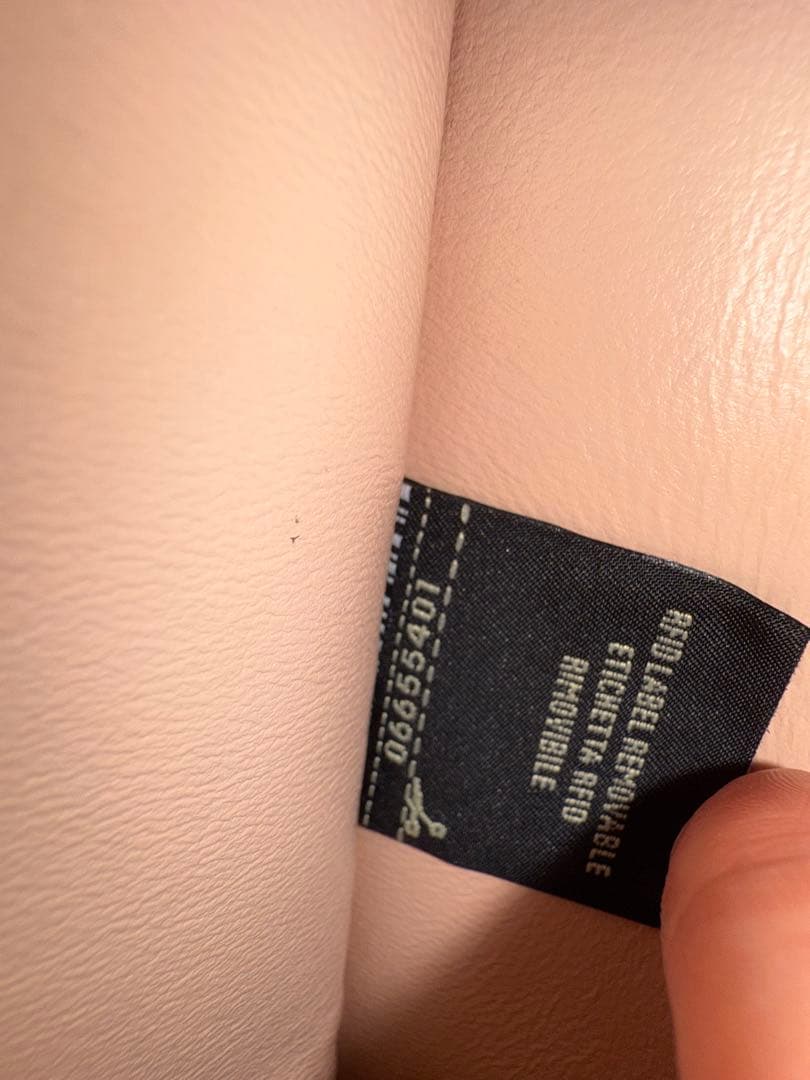 RFID LABEL REMOVABLE
ETICHETTA RFID
RIMOVIBILE
06655401